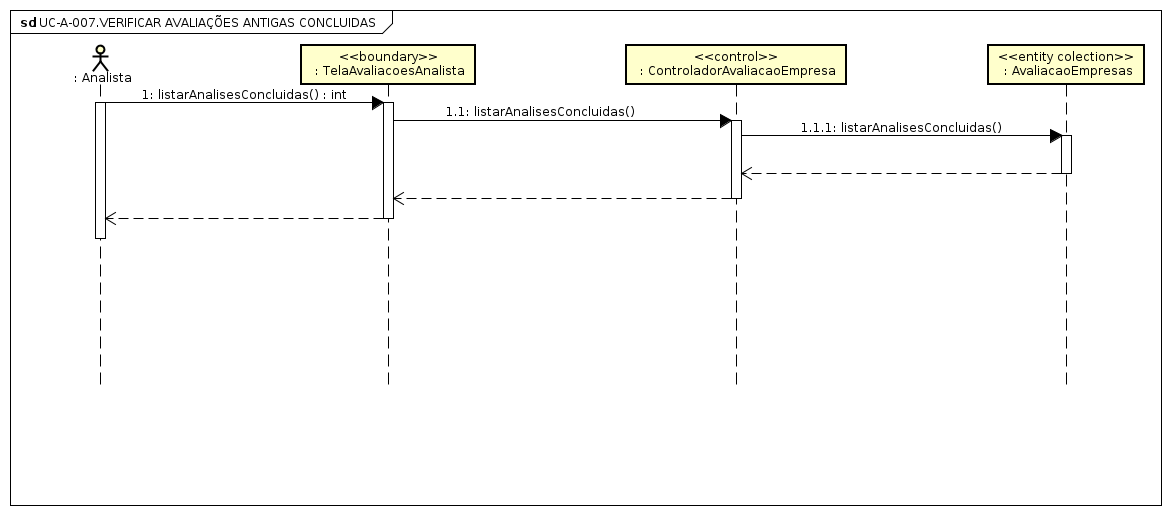 sd UC-A-007.VERIFICAR AVALIAÇÕES ANTIGAS CONCLUIDAS
: Analista
<<boundary>>
: TelaAvaliacoesAnalista
<<control>>
: ControladorAvaliacaoEmpresa
<<entity colection>>
: AvaliacaoEmpresas
1: listarAnalisesConcluidas() : int
1.1: listarAnalisesConcluidas()
1.1.1: listarAnalisesConcluidas()